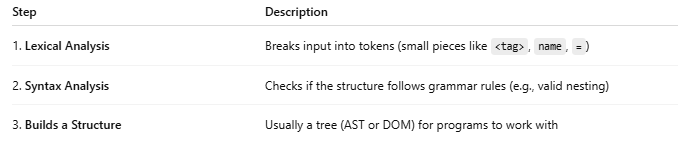 Step Description
1. Lexical Analysis Breaks input into tokens (small pieces like <tag>, name, =)
2. Syntax Analysis Checks if the structure follows grammar rules (e.g., valid nesting)
3. Builds a Structure Usually a tree (AST or DOM) for programs to work with